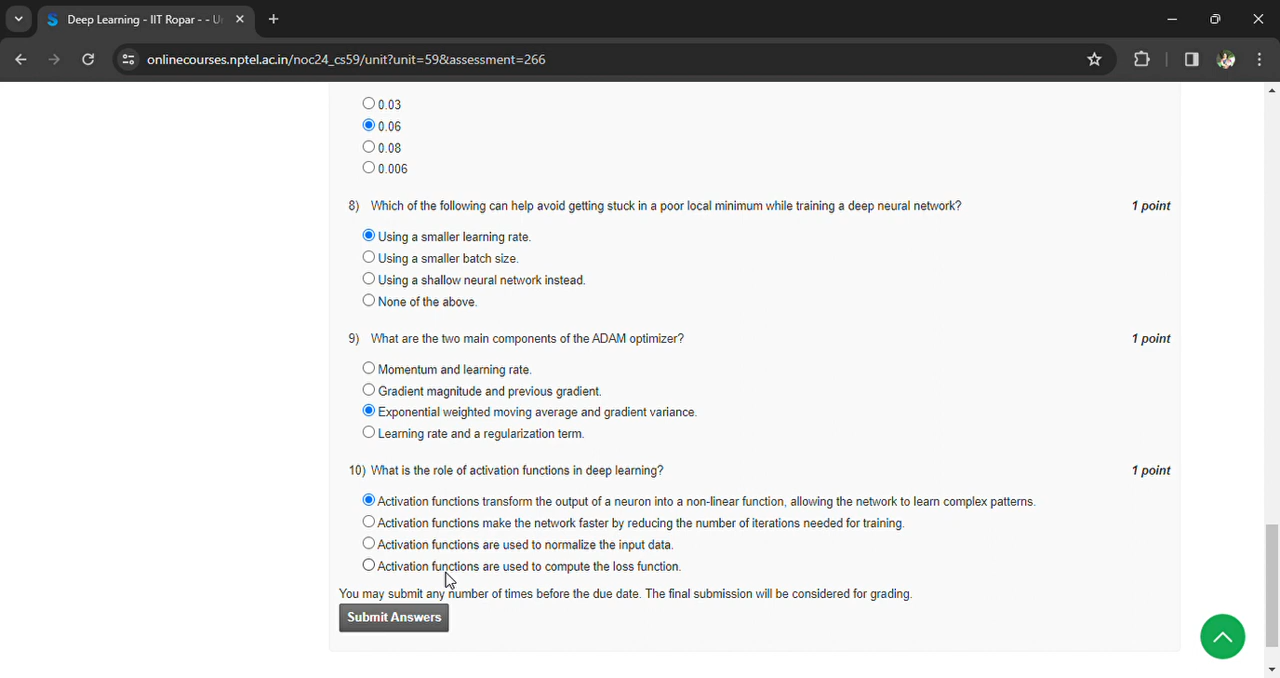 Deep Learning - IIT Ropar - - Ur
onlinecourses.nptel.ac.in/noc24_cs59/unit?unit=59&assessment=266
0.03
0.06
0.08
0.006
8) Which of the following can help avoid getting stuck in a poor local minimum while training a deep neural network? 1 point
Using a smaller learning rate.
Using a smaller batch size.
Using a shallow neural network instead.
None of the above.
9) What are the two main components of the ADAM optimizer? 1 point
Momentum and learning rate.
Gradient magnitude and previous gradient.
Exponential weighted moving average and gradient variance.
Learning rate and a regularization term.
10) What is the role of activation functions in deep learning? 1 point
Activation functions transform the output of a neuron into a non-linear function, allowing the network to learn complex patterns.
Activation functions make the network faster by reducing the number of iterations needed for training.
Activation functions are used to normalize the input data.
Activation functions are used to compute the loss function.
You may submit any number of times before the due date. The final submission will be considered for grading.
Submit Answers